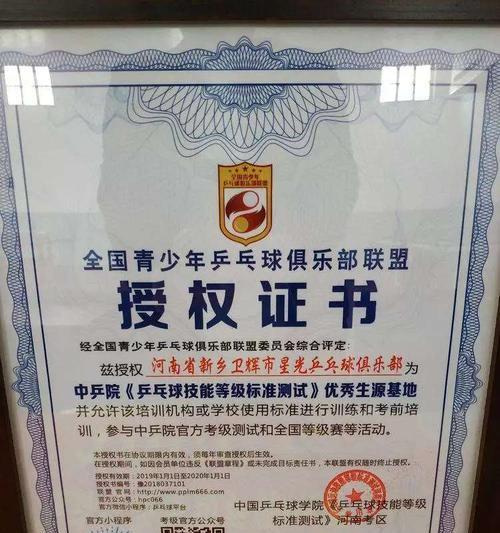 全国青少年
乒乓球俱乐部联盟
全国青少年乒乓球俱乐部联盟
授权证书
经全国青少年乒乓球俱乐部联盟委员会综合评定:
兹授权 河南省新乡卫辉市星光乒乓球俱乐部 为
中乒院《乒乓球技能等级标准测试》优秀生源基地
并允许该培训机构或学校使用标准进行训练和考前培
训，参与中乒院官方考级测试和全国等级赛等活动。
本授权书在协议期限内有效，须每年审查授权后生效。
在授权期间，如因会员单位违反《联盟章程》或未完成目标责任书，本联盟有权随时终止授权。
授权日期: 2019年1月1日至2020年1月1日
授权书编号: 豫2018037101
联盟官网: http://www.pplm666.com
官方公众号: hpc066
官方微信小程序: 乒乓球平台
官方小程序 考级官方公众号
中国乒乓球学院《乒乓球技能等级
标准测试》河南考区